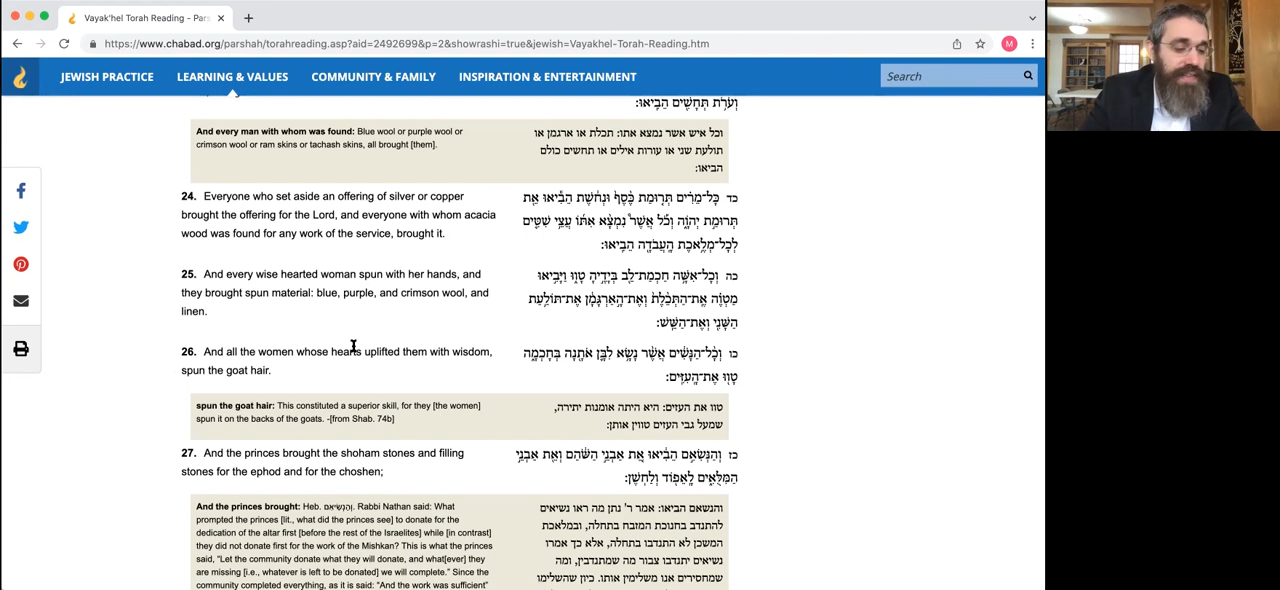 Vayak'hel Torah Reading - Pars
https://www.chabad.org/parshah/torahreading.asp?aid=2492699&p=2&showrashi=true&jewish=Vayakhel-Torah-Reading.htm
M
JEWISH PRACTICE
LEARNING & VALUES
COMMUNITY & FAMILY
INSPIRATION & ENTERTAINMENT
Search
וְעֹרֹת תְּחָשִׁים הֵבִיאוּ:
And every man with whom was found: Blue wool or purple wool or
crimson wool or ram skins or tachash skins, all brought [them].
וכל איש אשר נמצא אתו: תכלת או ארגמן או
תולעת שני או עורות אילים או תחשים כולם
הביאו:
24. Everyone who set aside an offering of silver or copper
brought the offering for the Lord, and everyone with whom acacia
wood was found for any work of the service, brought it.
כד כָּל־מֵרִ֗ים תְּר֤וּמַת כֶּ֨סֶף֙ וּנְח֔שֶׁת הֵבִ֕יאוּ אֵ֖ת
תְּרוּמַ֣ת יְהֹוָ֑ה וְכֹ֡ל אֲשֶׁר֩ נִמְצָ֨א אִתּ֜וֹ עֲצֵ֥י שִׁטִּ֛ים
לְכָל־מְלֶ֥אכֶת הָֽעֲבֹדָ֖ה הֵבִֽיאוּ:
25. And every wise hearted woman spun with her hands, and
they brought spun material: blue, purple, and crimson wool, and
linen.
כה וְכָל־אִשָּׁ֥ה חַכְמַת־לֵ֖ב בְּיָדֶ֣יהָ טָו֑וּ וַיָּבִ֣יאוּ
מַטְוֶ֗ה אֶת־הַתְּכֵ֨לֶת֙ וְאֶת־הָ֣אַרְגָּמָ֔ן אֶת־תּוֹלַ֥עַת
הַשָּׁנִ֖י וְאֶת־הַשֵּֽׁשׁ:
26. And all the women whose hearts uplifted them with wisdom,
spun the goat hair.
כו וְכָ֨ל־הַנָּשִׁ֔ים אֲשֶׁ֨ר נָשָׂ֥א לִבָּ֛ן אֹתָ֖נָה בְּחָכְמָ֑ה
טָו֖וּ אֶת־הָֽעִזִּֽים:
spun the goat hair: This constituted a superior skill, for they [the women]
spun it on the backs of the goats. -[from Shab. 74b]
טוו את העזים: היא היתה אומנות יתירה,
שמעל גבי העזים טווין אותן:
27. And the princes brought the shoham stones and filling
stones for the ephod and for the choshen;
כז וְהַנְּשִׂאִ֣ם הֵבִ֔יאוּ אֵ֚ת אַבְנֵ֣י הַשֹּׁ֔הַם וְאֵ֖ת אַבְנֵ֣י
הַמִּלֻּאִ֑ים לָֽאֵפ֖וֹד וְלַחֽשֶׁן:
And the princes brought: Heb. וְהַנְּשִׂיאִם. Rabbi Nathan said: What
prompted the princes [lit., what did the princes see] to donate for the
dedication of the altar first [before the rest of the Israelites] while [in contrast]
they did not donate first for the work of the Mishkan? This is what the princes
said, "Let the community donate what they will donate, and what[ever] they
are missing [i.e., whatever is left to be donated] we will complete." Since the
community completed everything, as it is said: "And the work was sufficient"
והנשאם הביאו: אמר ר' נתן מה ראו נשיאים
להתנדב בחנוכת המזבח בתחלה, ובמלאכת
המשכן לא התנדבו בתחלה, אלא כך אמרו
נשיאים יתנדבו צבור מה שמתנדבין, ומה
שמחסירים אנו משלימין אותו. כיון שהשלימו